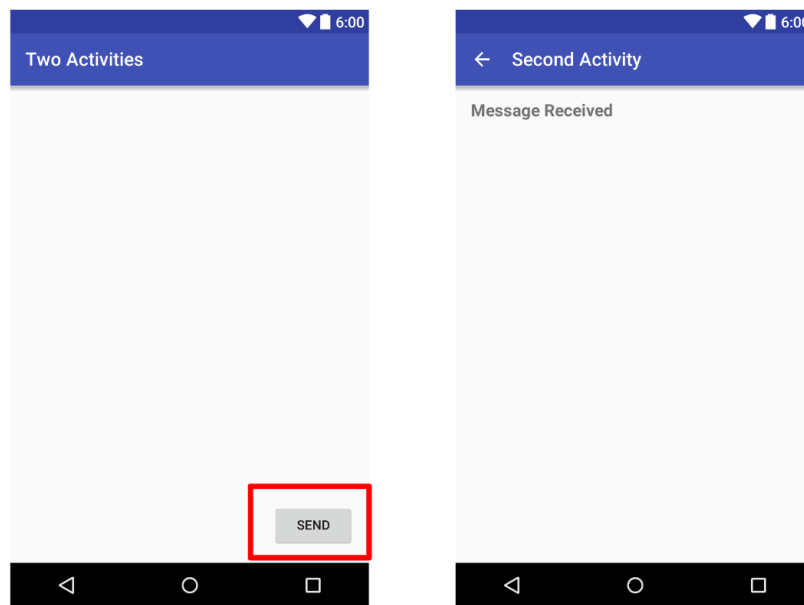 6:00
Two Activities
SEND
6:00
Second Activity
Message Received